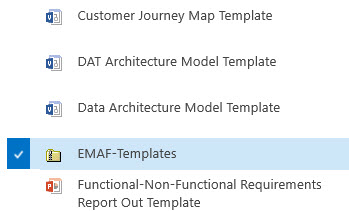 Customer Journey Map Template
DAT Architecture Model Template
Data Architecture Model Template
EMAF-Templates
Functional-Non-Functional Requirements
Report Out Template